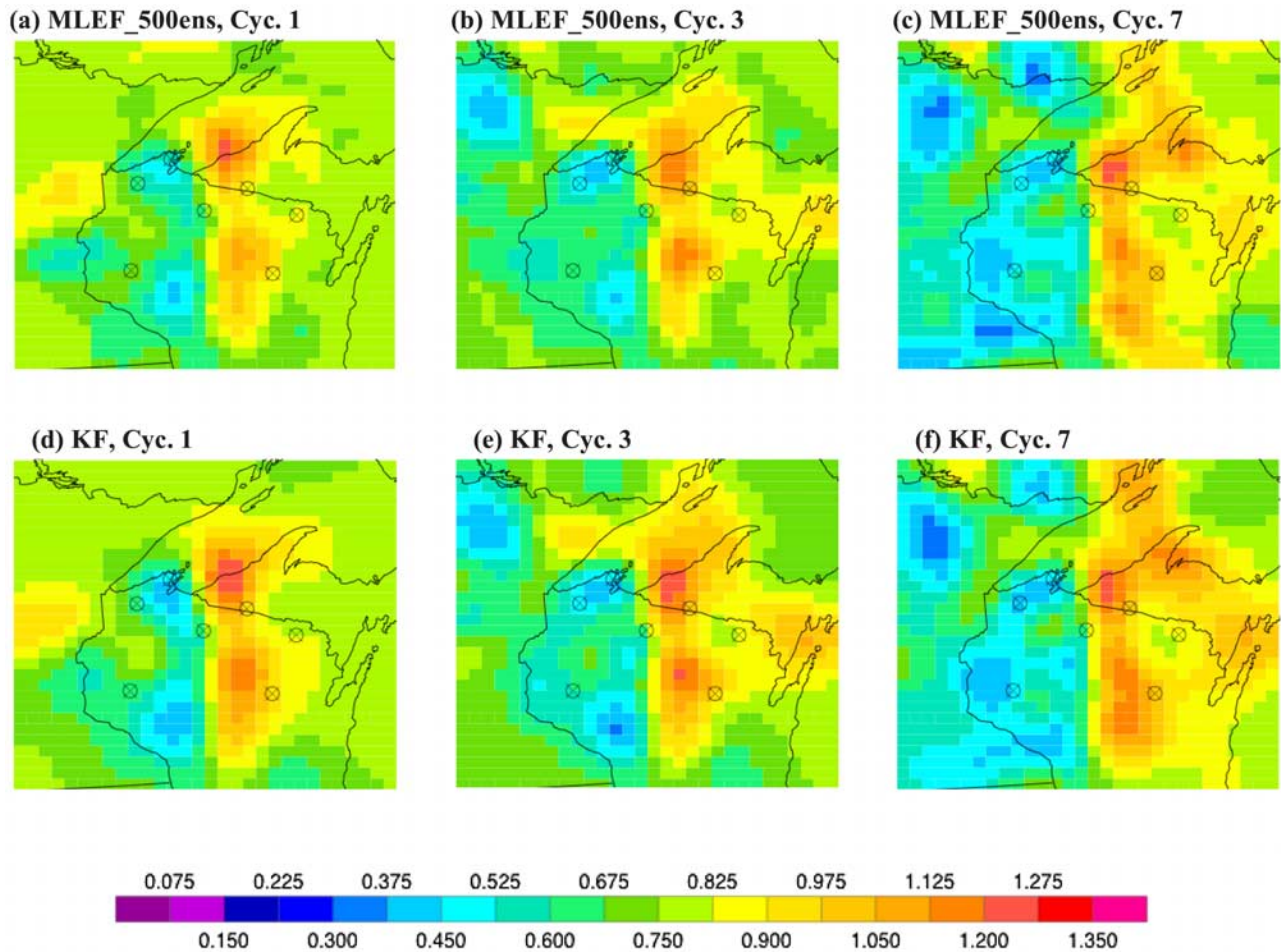 (a) MLEF_500ens, Cyc. 1
(b) MLEF_500ens, Cyc. 3
(c) MLEF_500ens, Cyc. 7
(d) KF, Cyc. 1
(e) KF, Cyc. 3
(f) KF, Cyc. 7
0.075 0.225 0.375 0.525 0.675 0.825 0.975 1.125 1.275
0.150 0.300 0.450 0.600 0.750 0.900 1.050 1.200 1.350